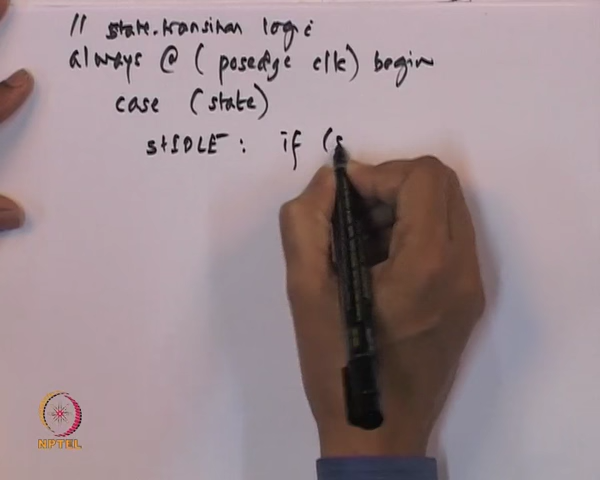 // state.transition logic
always @ ( posedge clk) begin
case (state)
stIDLE : if (s
NPTEL